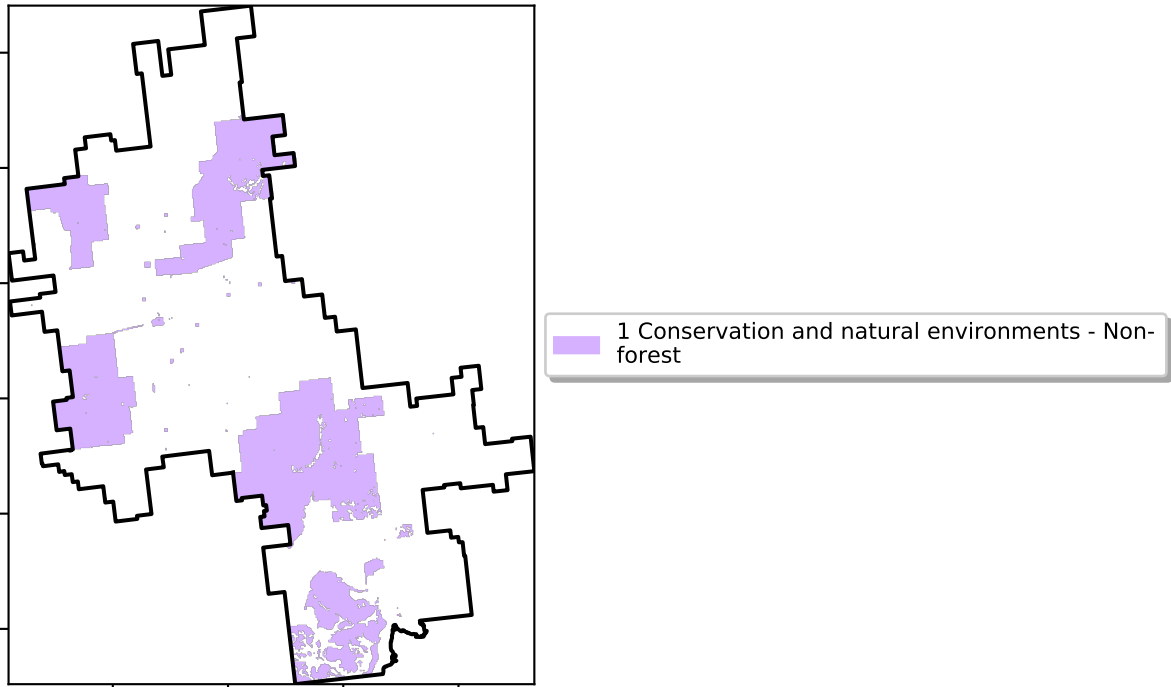 1 Conservation and natural environments - Non-
forest